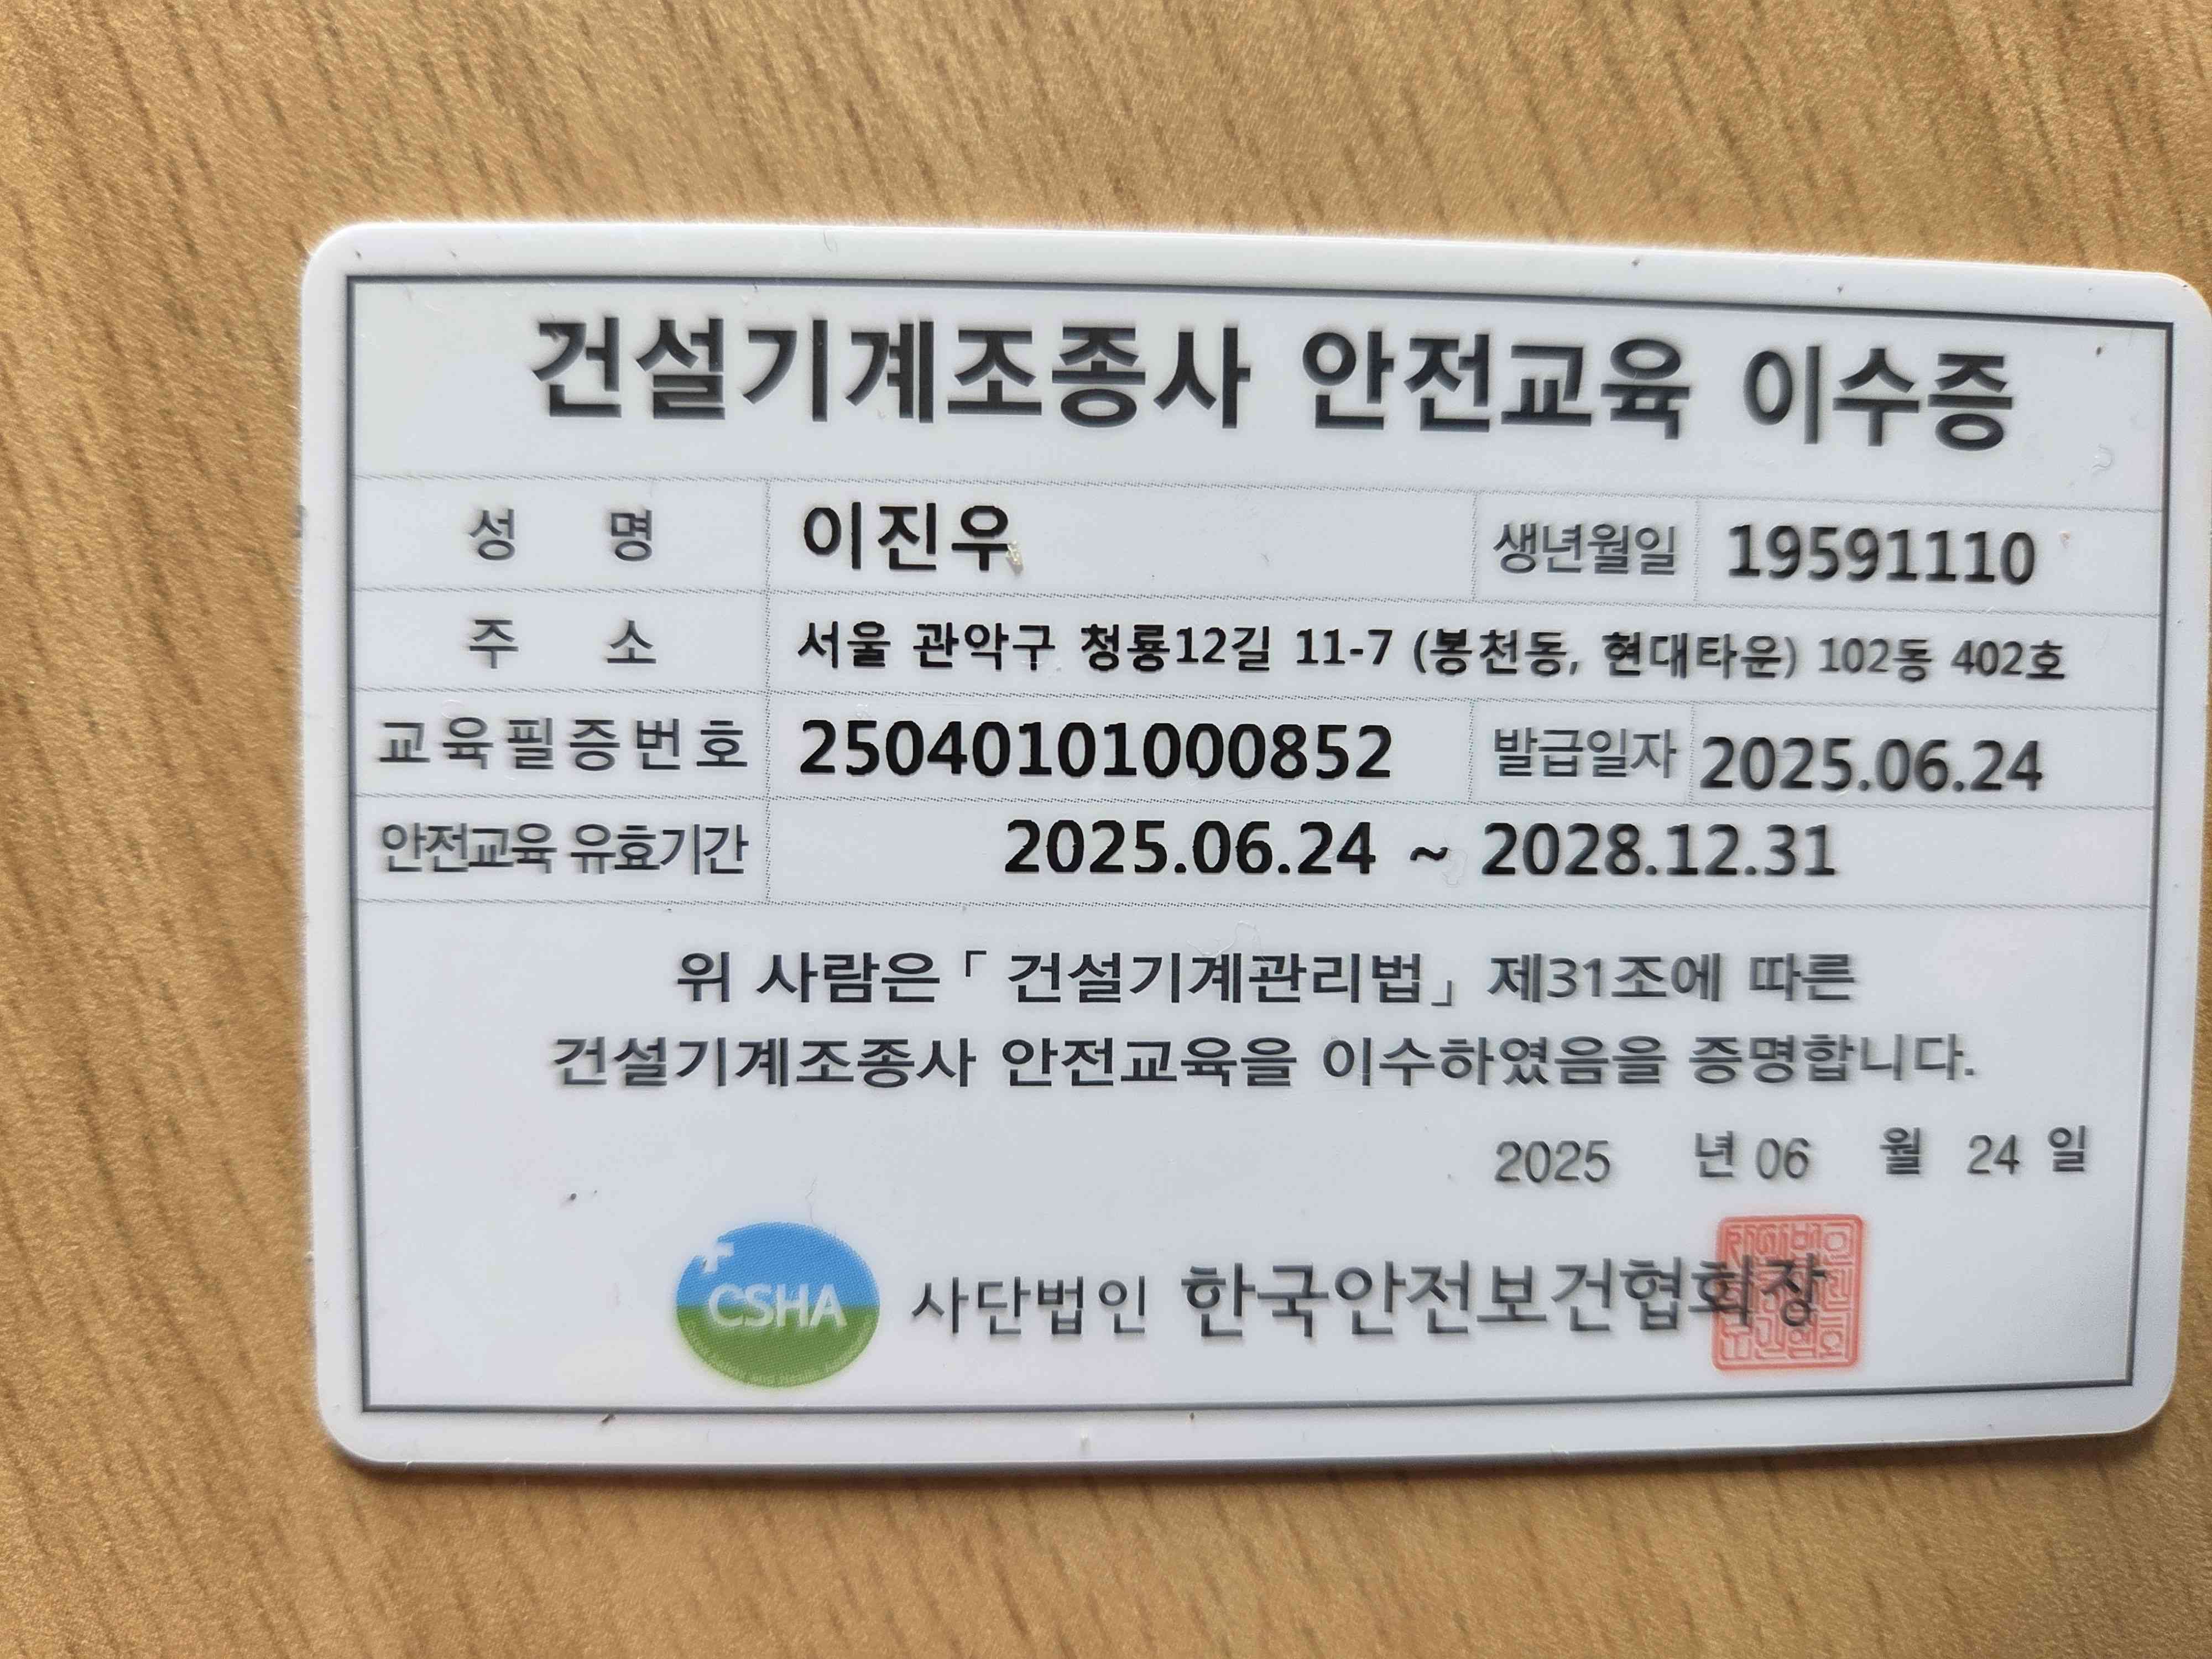 건설기계조종사 안전교육 이수증
성 명 이진우 생년월일 19591110
주 소 서울 관악구 청룡12길 11-7 (봉천동, 현대타운) 102동 402호
교육필증번호 25040101000852 발급일자 2025.06.24
안전교육 유효기간 2025.06.24 ~ 2028.12.31
위 사람은「 건설기계관리법」 제31조에 따른
건설기계조종사 안전교육을 이수하였음을 증명합니다.
2025 년 06 월 24 일
CSHA 사단법인 한국안전보건협회장